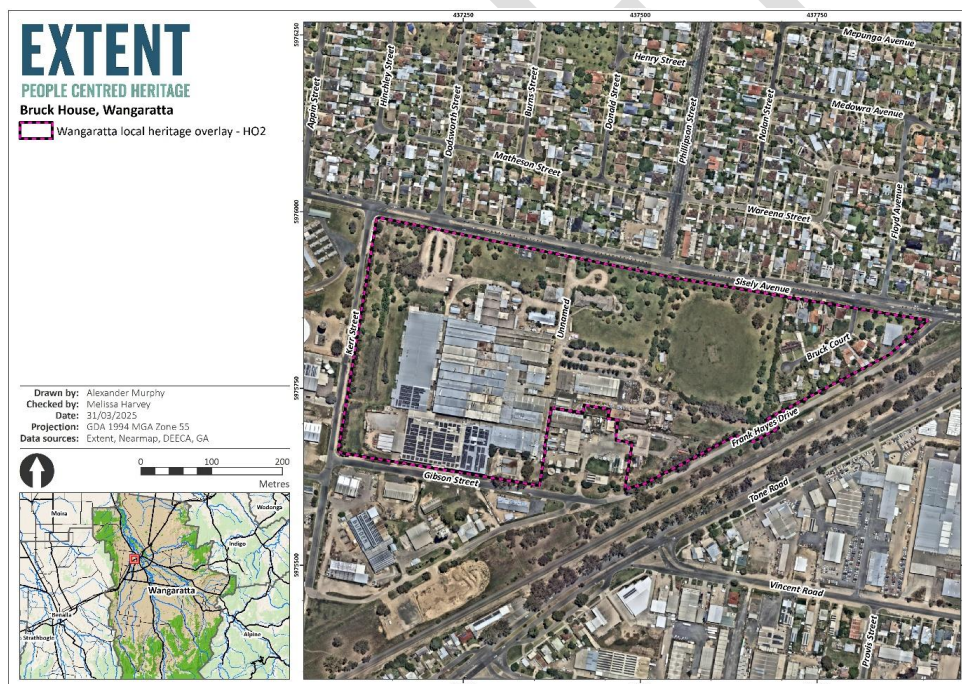 EXTENT
PEOPLE CENTRED HERITAGE
Bruck House, Wangaratta
Wangaratta local heritage overlay - HO2
Drawn by: Alexander Murphy
Checked by: Melissa Harvey
Date: 31/03/2025
Projection: GDA 1994 MGA Zone 55
Data sources: Extent, Nearmap, DEECA, GA
0 100 200
Metres
Moira
Wodonga
Indigo
Wangaratta
Benalla
Strathbogie
Alpine
437250
437500
437750
5976250
5976000
5975750
5975500
Mepunga Avenue
Henry Street
Hinchley Street
Appin Street
Dodsworth Street
Burns Street
Donald Street
Phillipson Street
Nolan Street
Medowra Avenue
Matheson Street
Wareena Street
Floyd Avenue
Sisely Avenue
Kerr Street
Unnamed
Bruck Court
Frank Hayes Drive
Gibson Street
Tone Road
Vincent Road
Prowls Street